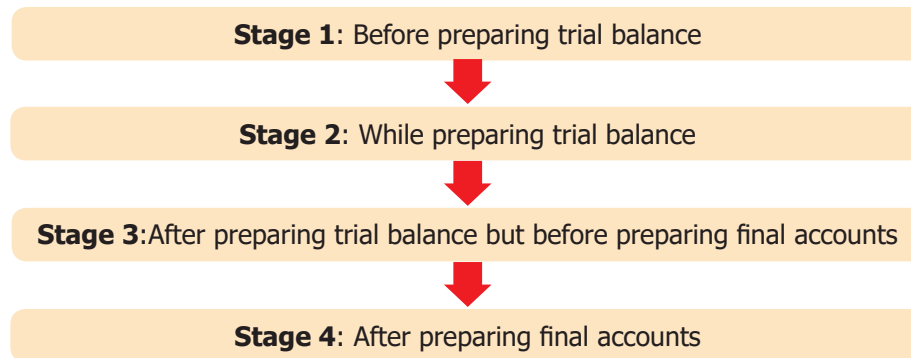 Stage 1: Before preparing trial balance
Stage 2: While preparing trial balance
Stage 3:After preparing trial balance but before preparing final accounts
Stage 4: After preparing final accounts